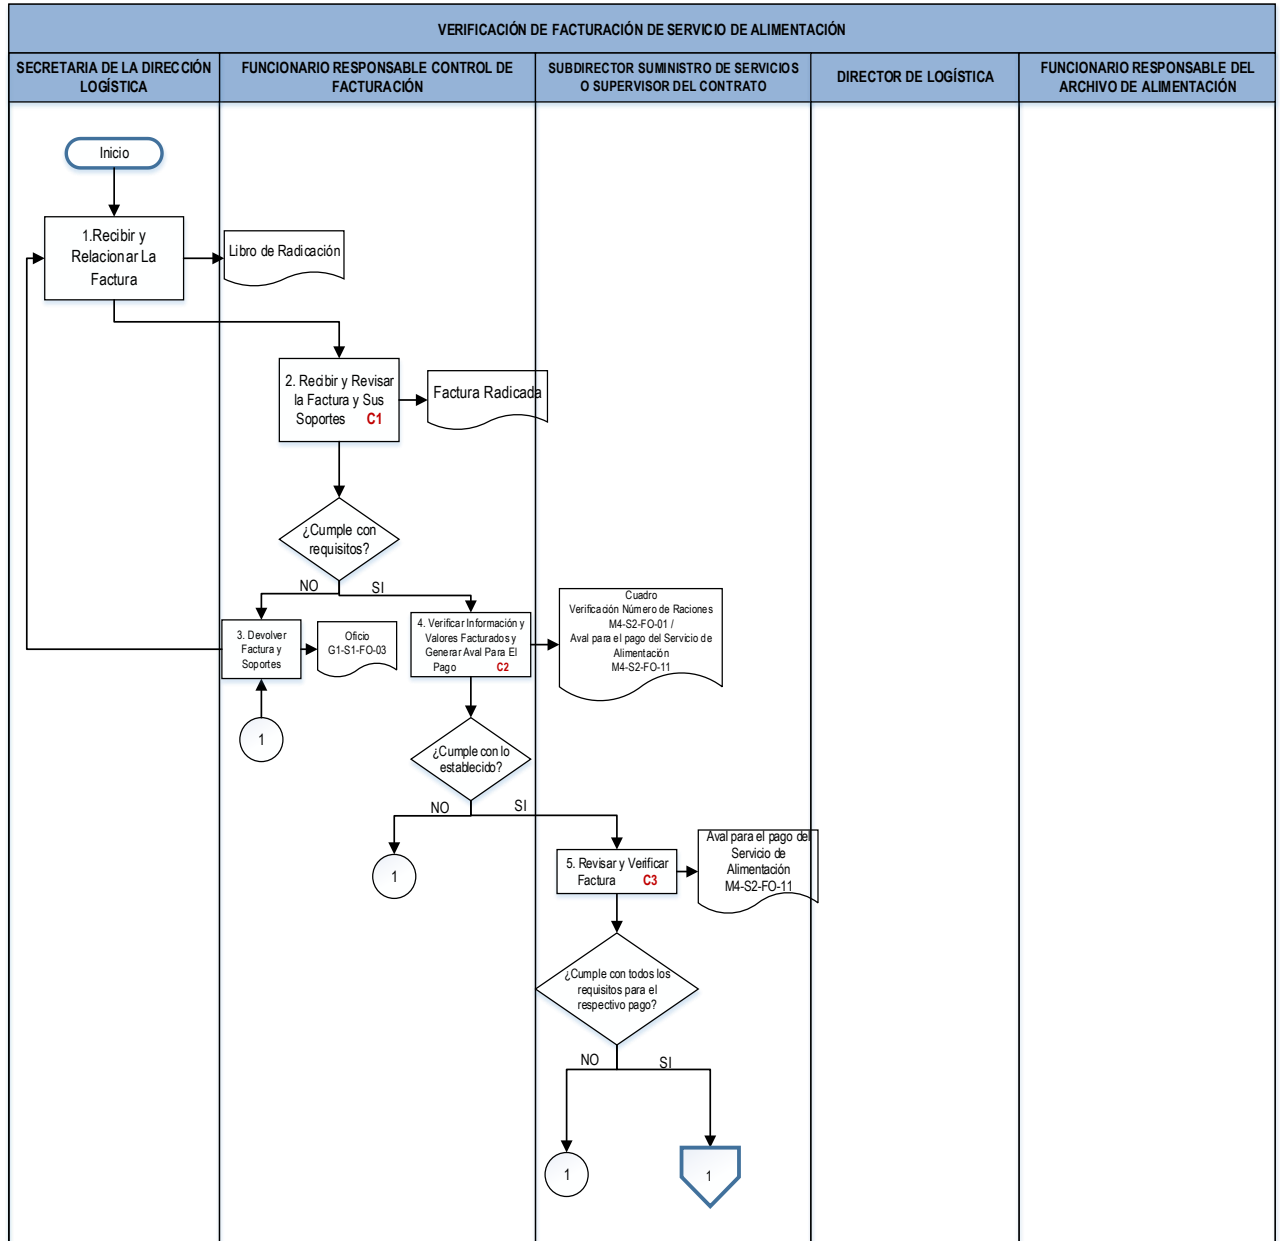 VERIFICACIÓN DE FACTURACIÓN DE SERVICIO DE ALIMENTACIÓN
SECRETARIA DE LA DIRECCIÓN
LOGÍSTICA
FUNCIONARIO RESPONSABLE CONTROL DE
FACTURACIÓN
SUBDIRECTOR SUMINISTRO DE SERVICIOS
O SUPERVISOR DEL CONTRATO
DIRECTOR DE LOGÍSTICA
FUNCIONARIO RESPONSABLE DEL
ARCHIVO DE ALIMENTACIÓN
Inicio
1.Recibir y
Relacionar La
Factura
Libro de Radicación
2. Recibir y Revisar
la Factura y Sus
Soportes C1
Factura Radicada
¿Cumple con
requisitos?
NO
SI
3. Devolver
Factura y
Soportes
Oficio
G1-S1-FO-03
4. Verificar Información y
Valores Facturados y
Generar Aval Para El
Pago C2
Cuadro
Verificación Número de Raciones
M4-S2-FO-01 /
Aval para el pago del Servicio de
Alimentación
M4-S2-FO-11
1
¿Cumple con lo
establecido?
NO
SI
1
5. Revisar y Verificar
Factura C3
Aval para el pago del
Servicio de
Alimentación
M4-S2-FO-11
¿Cumple con todos los
requisitos para el
respectivo pago?
NO
SI
1
1